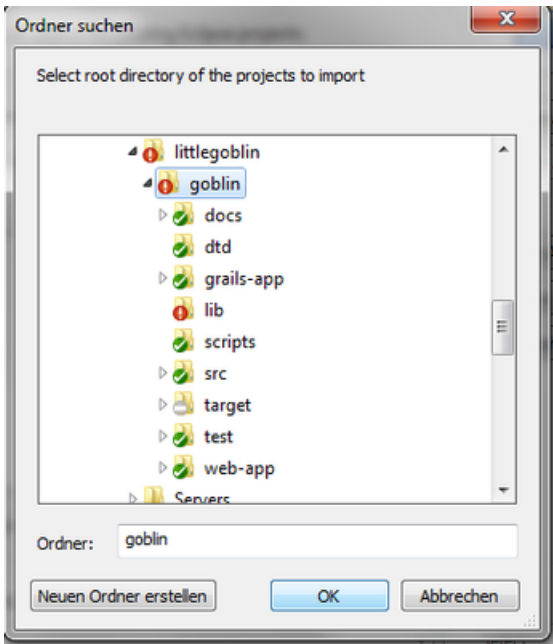 Ordner suchen
Select root directory of the projects to import
littlegoblin
goblin
docs
dtd
grails-app
lib
scripts
src
target
test
web-app
Servers
Ordner: goblin
Neuen Ordner erstellen OK Abbrechen